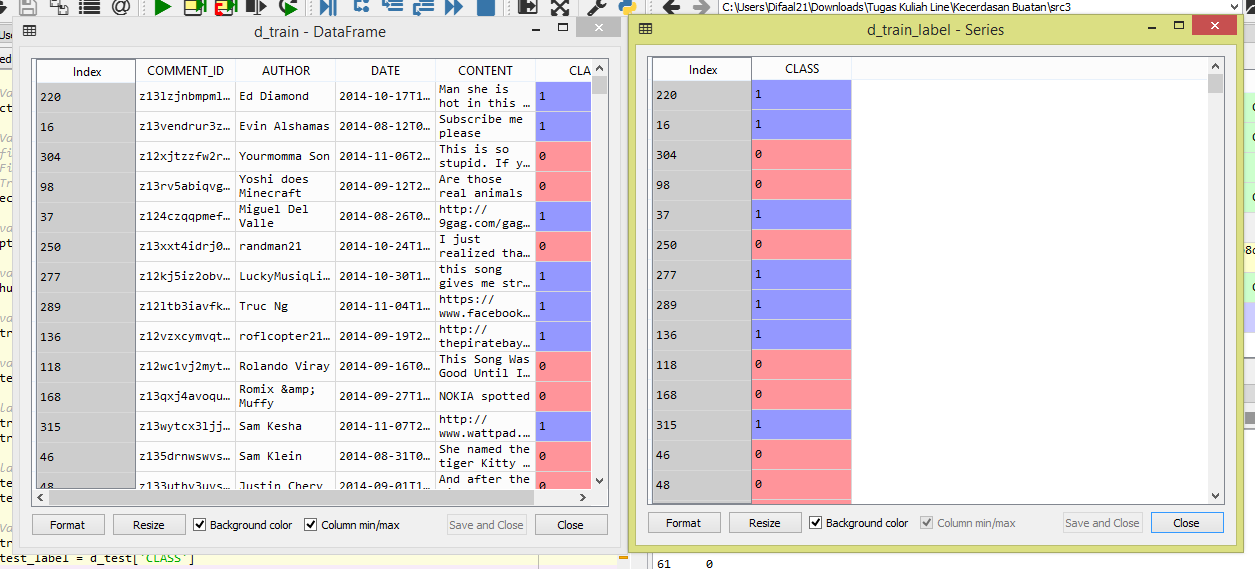 C:\Users\Difaal21\Downloads\Tugas Kuliah Line\Kecerdasan Buatan\src3
d_train - DataFrame
Index COMMENT_ID AUTHOR DATE CONTENT CLA
220 z13lzjnbmpml... Ed Diamond 2014-10-17T1... Man she is
hot in this … 1
16 z13vendrur3z... Evin Alshamas 2014-08-12T0... Subscribe me
please 1
304 z12xjtzzfw2r... Yourmomma Son 2014-11-06T2... This is so
stupid. If y… 0
98 z13rv5abiqvg... Yoshi does
Minecraft 2014-09-12T2... Are those
real animals 0
37 z124czqqpmef... Miguel Del
Valle 2014-08-26T0... http://
9gag.com/gag… 1
250 z13xxt4idrj0... randman21 2014-10-24T1... I just
realized tha… 0
277 z12kj5iz2obv... LuckyMusiqLi... 2014-10-30T1... this song
gives me str… 1
289 z12ltb3iavfk... Truc Ng 2014-11-04T1... https://
www.facebook… 1
136 z12vzxcymvqt... roflcopter21... 2014-09-19T2... http://
thepiratebay… 1
118 z12wc1vj2myt... Rolando Viray 2014-09-16T0... This Song Was
Good Until I… 0
168 z13qxj4avoqu... Romix &amp;
Muffy 2014-09-27T1... NOKIA spotted 0
315 z13wytcx3ljj... Sam Kesha 2014-11-07T2... http://
www.wattpad.… 1
46 z135drnwswvs... Sam Klein 2014-08-31T0... She named the
tiger Kitty … 0
48 z133uthy3uys... Justin Chery 2014-09-01T1... And after the
0
Format Resize Background color Column min/max Save and Close Close
test_label = d_test['CLASS']
d_train_label - Series
Index CLASS
220 1
16 1
304 0
98 0
37 1
250 0
277 1
289 1
136 1
118 0
168 0
315 1
46 0
48 0
Format Resize Background color Column min/max Save and Close Close
61 0